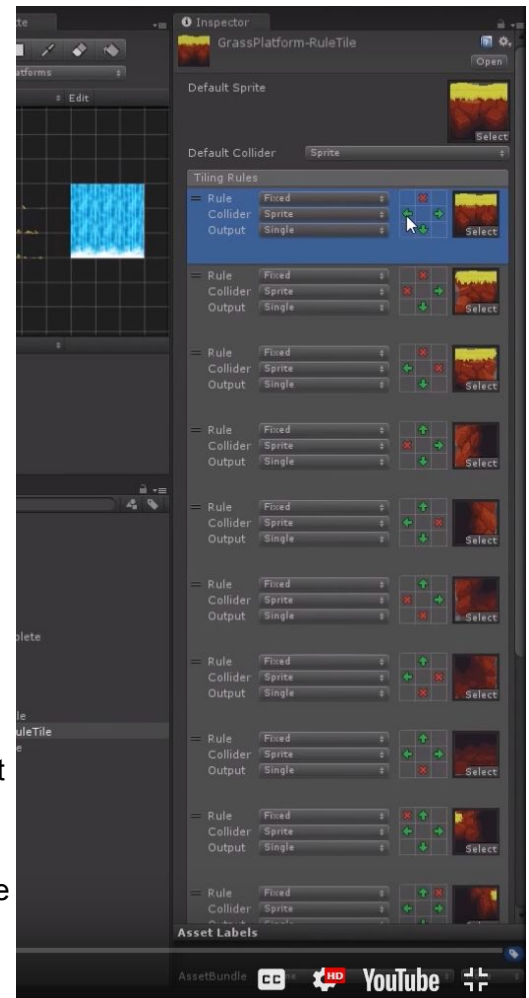 te
Inspector
GrassPlatform-RuleTile
Open
atforms
Edit
Default Sprite
Select
Default Collider Sprite
Tiling Rules
Rule Fixed
Collider Sprite
Output Single
Select
Rule Fixed
Collider Sprite
Output Single
Select
Rule Fixed
Collider Sprite
Output Single
Select
Rule Fixed
Collider Sprite
Output Single
Select
Rule Fixed
Collider Sprite
Output Single
Select
Rule Fixed
Collider Sprite
Output Single
Select
plete
Rule Fixed
Collider Sprite
Output Single
Select
le
uleTile
e
Rule Fixed
Collider Sprite
Output Single
Select
t
Rule Fixed
Collider Sprite
Output Single
Select
e
Rule Fixed
Collider Sprite
Asset Labels
AssetBundle
CC HD YouTube